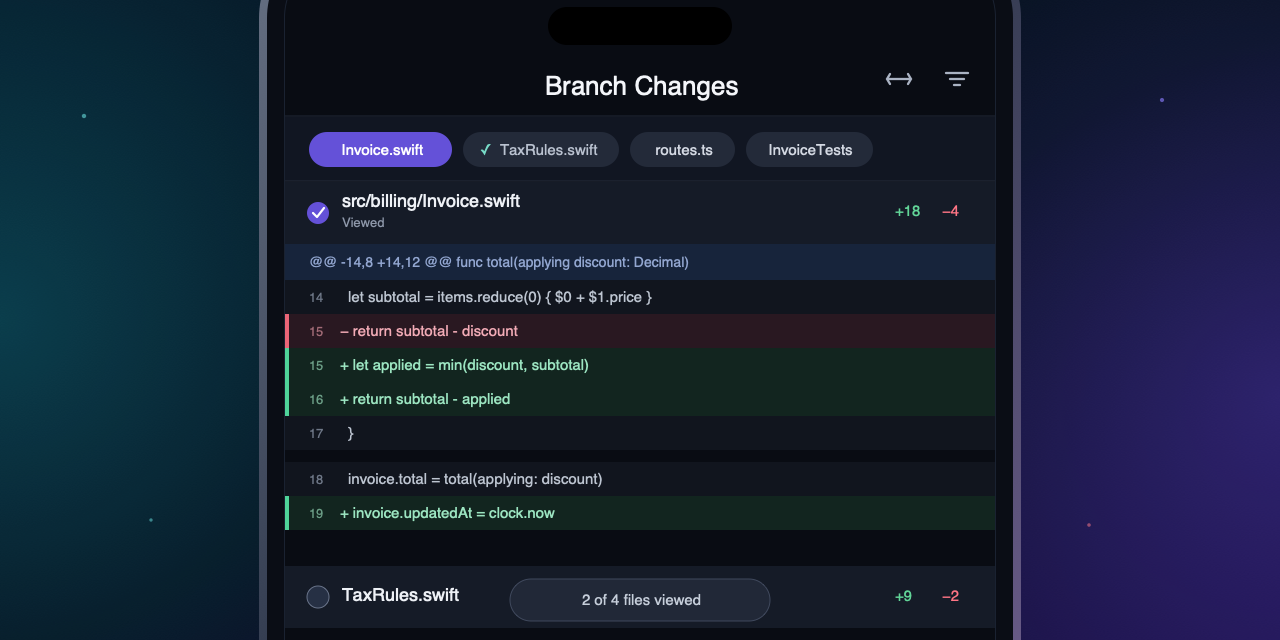 Branch Changes
Invoice.swift ✓ TaxRules.swift routes.ts InvoiceTests
src/billing/Invoice.swift
Viewed
+18 −4
@@ -14,8 +14,12 @@ func total(applying discount: Decimal)
14 let subtotal = items.reduce(0) { $0 + $1.price }
15 – return subtotal - discount
15 + let applied = min(discount, subtotal)
16 + return subtotal - applied
17 }
18 invoice.total = total(applying: discount)
19 + invoice.updatedAt = clock.now
TaxRules.swift +9 −2
2 of 4 files viewed